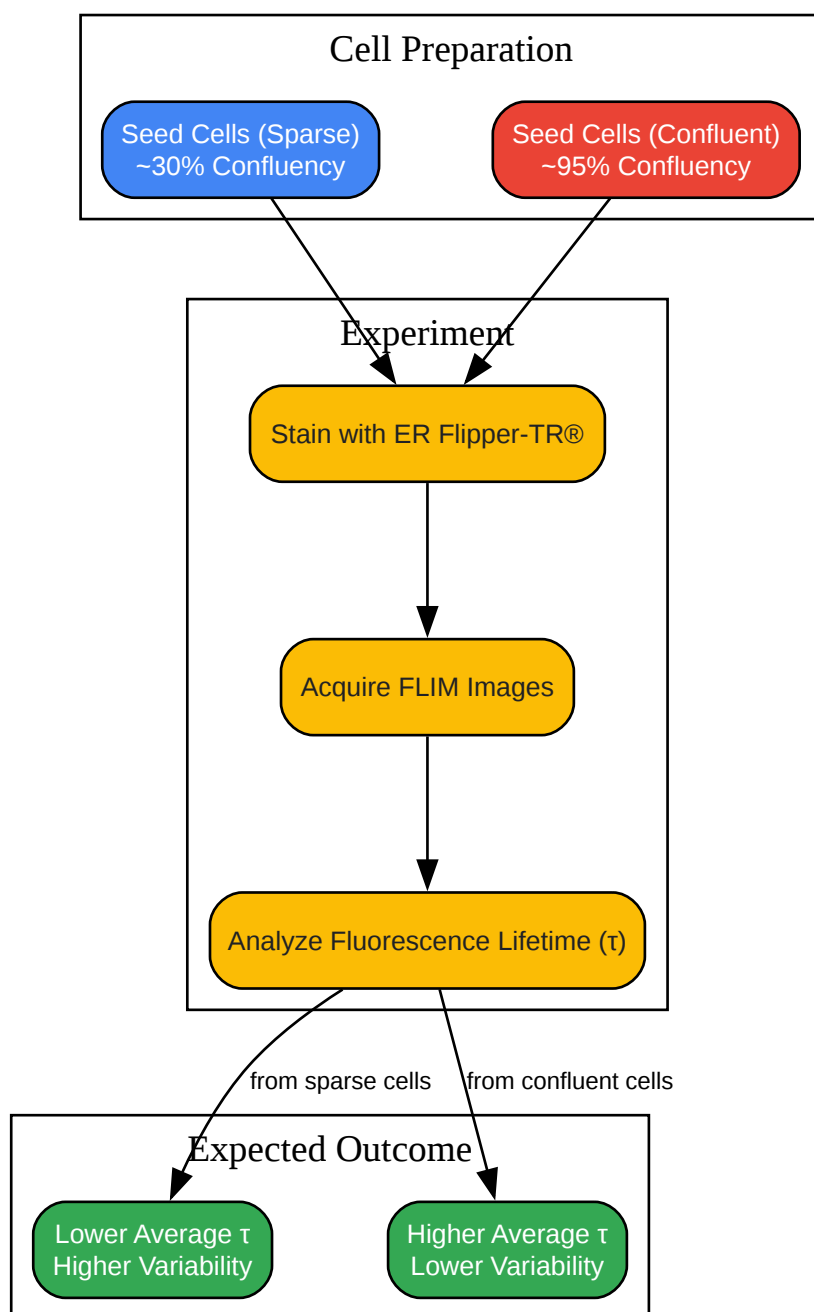 Cell Preparation
Seed Cells (Sparse)
~30% Confluency
Seed Cells (Confluent)
~95% Confluency
Experiment
Stain with ER Flipper-TR®
Acquire FLIM Images
Analyze Fluorescence Lifetime (τ)
from sparse cells
from confluent cells
Expected Outcome
Lower Average τ
Higher Variability
Higher Average τ
Lower Variability